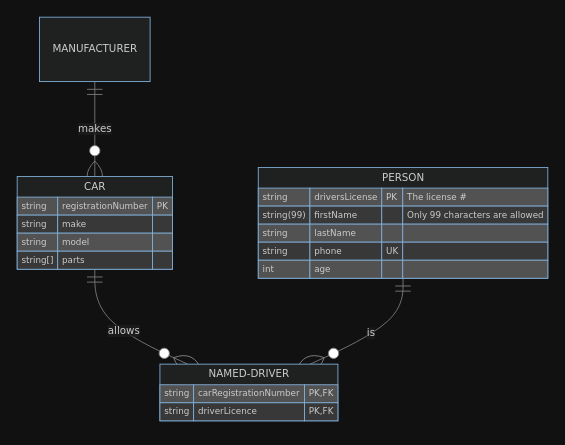 MANUFACTURER
makes
CAR
string registrationNumber PK
string make
string model
string[] parts
PERSON
string driversLicense PK The license #
string(99) firstName Only 99 characters are allowed
string lastName
string phone UK
int age
allows
is
NAMED-DRIVER
string carRegistrationNumber PK,FK
string driverLicence PK,FK